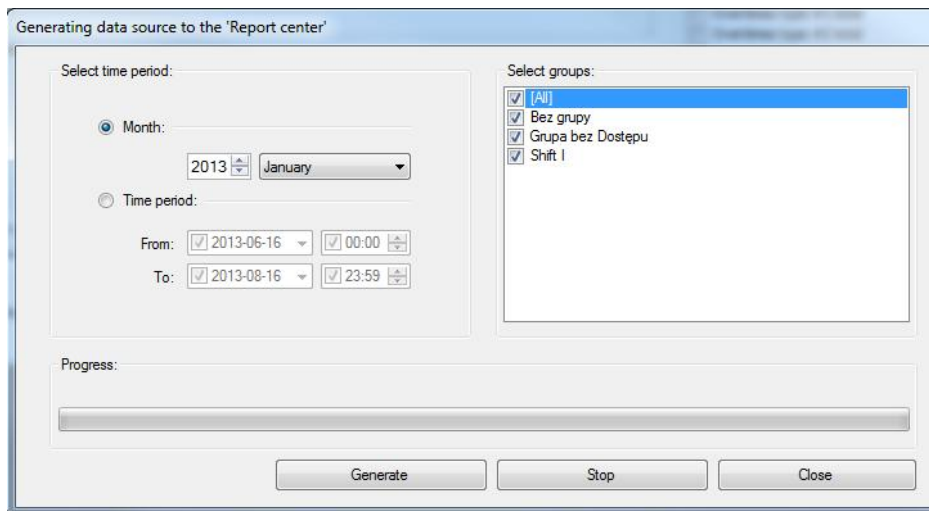 Generating data source to the 'Report center'
Select time period:
Month:
2013 January
Time period:
From: 2013-06-16 00:00
To: 2013-08-16 23:59
Select groups:
[All]
Bez grupy
Grupa bez Dostępu
Shift I
Progress:
Generate Stop Close